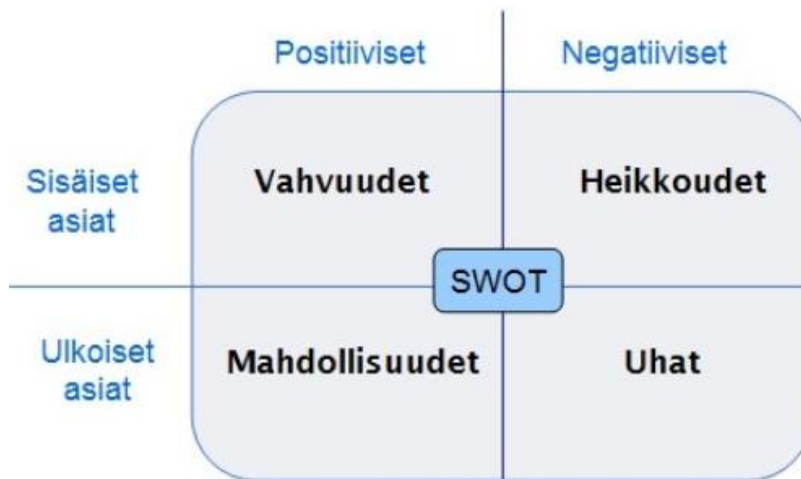 Positiiviset Negatiiviset
Sisäiset
asiat
Vahvuudet Heikkoudet
SWOT
Ulkoiset
asiat
Mahdollisuudet Uhat